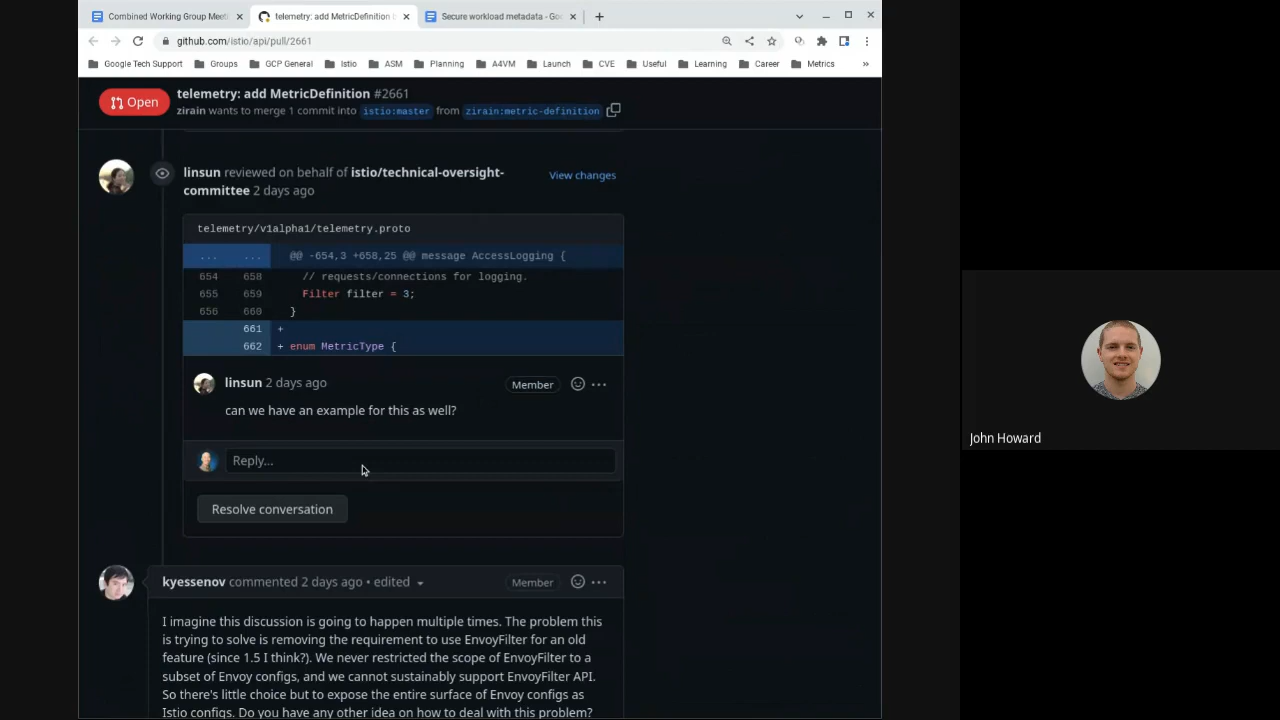 Combined Working Group Meeti
telemetry: add MetricDefinition b
Secure workload metadata - Goo
github.com/istio/api/pull/2661
Google Tech Support
Groups
GCP General
Istio
ASM
Planning
A4VM
Launch
CVE
Useful
Learning
Career
Metrics
»
Open
telemetry: add MetricDefinition #2661
zirain wants to merge 1 commit into istio:master from zirain:metric-definition
linsun reviewed on behalf of istio/technical-oversight-
committee 2 days ago
View changes
telemetry/v1alpha1/telemetry.proto
... ... @@ -654,3 +658,25 @@ message AccessLogging {
654 658 // requests/connections for logging.
655 659 Filter filter = 3;
656 660 }
661 +
662 + enum MetricType {
linsun 2 days ago
Member
can we have an example for this as well?
Reply...
Resolve conversation
kyessenov commented 2 days ago • edited
Member
I imagine this discussion is going to happen multiple times. The problem this
is trying to solve is removing the requirement to use EnvoyFilter for an old
feature (since 1.5 I think?). We never restricted the scope of EnvoyFilter to a
subset of Envoy configs, and we cannot sustainably support EnvoyFilter API.
So there's little choice but to expose the entire surface of Envoy configs as
Istio configs. Do you have any other idea on how to deal with this problem?
John Howard